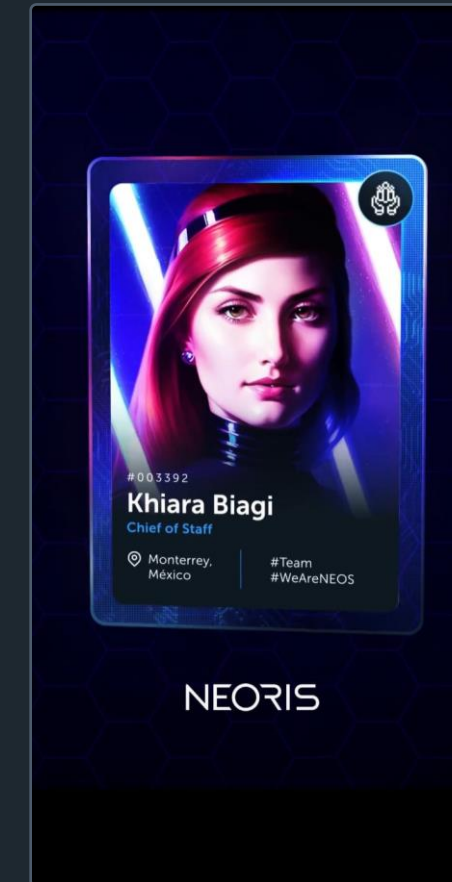 #003392
Khiara Biagi
Chief of Staff
Monterrey,
México
#Team
#WeAreNEOS
NEORIS